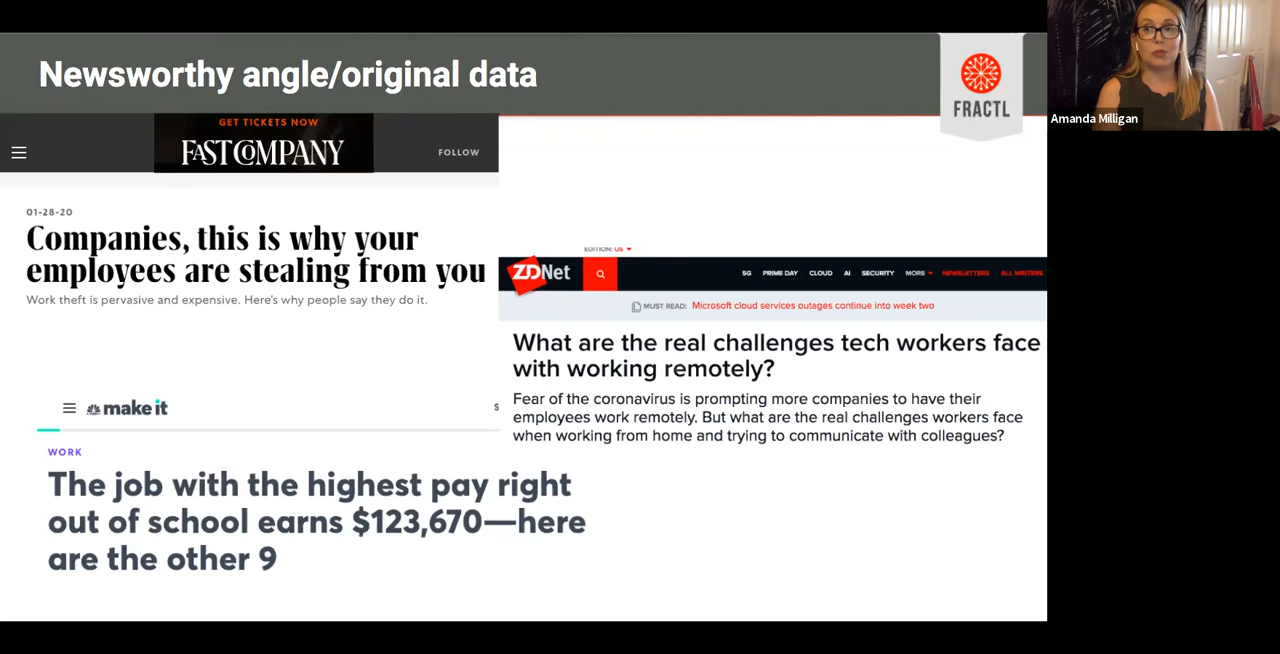 Newsworthy angle/original data
FRACTL
Amanda Milligan
GET TICKETS NOW
FAST COMPANY
FOLLOW
01-28-20
Companies, this is why your
employees are stealing from you
Work theft is pervasive and expensive. Here's why people say they do it.
EDITION: US
ZDNet
5G PRIME DAY CLOUD AI SECURITY MORE NEWSLETTERS ALL WRITERS
MUST READ: Microsoft cloud services outages continue into week two
What are the real challenges tech workers face
with working remotely?
Fear of the coronavirus is prompting more companies to have their
employees work remotely. But what are the real challenges workers face
when working from home and trying to communicate with colleagues?
make it
S
WORK
The job with the highest pay right
out of school earns $123,670—here
are the other 9